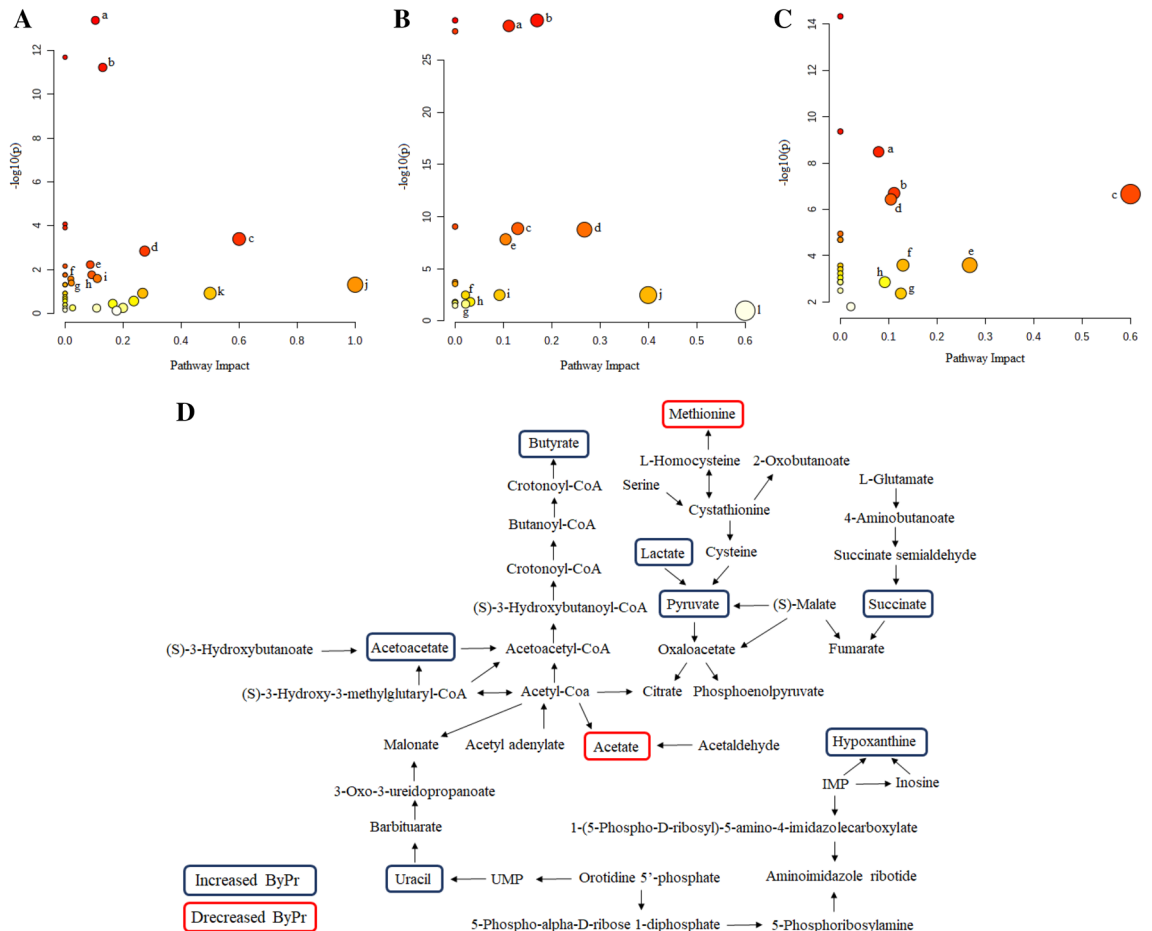 A
a
b
c
d
e
f
g
h
i
j
k
12
10
8
6
4
2
0
-log10(p)
0.0 0.2 0.4 0.6 0.8 1.0
Pathway Impact
B
a
b
c
d
e
f
g
h
i
j
l
25
20
15
10
5
0
-log10(p)
0.0 0.1 0.2 0.3 0.4 0.5 0.6
Pathway Impact
C
a
b
c
d
e
f
g
h
14
12
10
8
6
4
2
-log10(p)
0.0 0.1 0.2 0.3 0.4 0.5 0.6
Pathway Impact
D
Methionine
Butyrate
L-Homocysteine 2-Oxobutanoate
Crotonoyl-CoA Serine L-Glutamate
Butanoyl-CoA Cystathionine 4-Aminobutanoate
Lactate Cysteine Succinate semialdehyde
Crotonoyl-CoA
(S)-3-Hydroxybutanoyl-CoA Pyruvate (S)-Malate Succinate
(S)-3-Hydroxybutanoate Acetoacetate Acetoacetyl-CoA Oxaloacetate Fumarate
(S)-3-Hydroxy-3-methylglutaryl-CoA Acetyl-Coa Citrate Phosphoenolpyruvate
Malonate Acetyl adenylate Acetate Acetaldehyde Hypoxanthine
3-Oxo-3-ureidopropanoate IMP Inosine
Barbituarate 1-(5-Phospho-D-ribosyl)-5-amino-4-imidazolecarboxylate
Increased ByPr Uracil UMP Orotidine 5’-phosphate Aminoimidazole ribotide
Drecreased ByPr 5-Phospho-alpha-D-ribose 1-diphosphate 5-Phosphoribosylamine